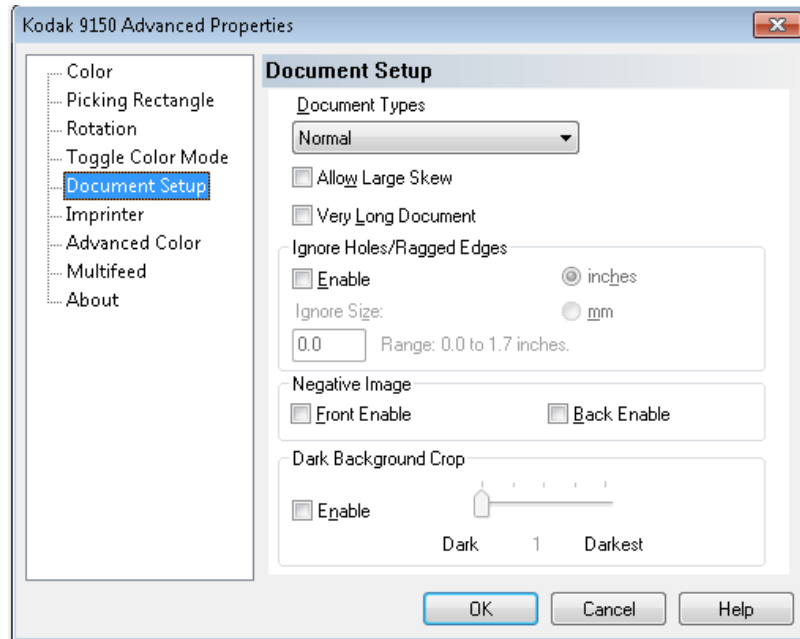 Kodak 9150 Advanced Properties
Color
Picking Rectangle
Rotation
Toggle Color Mode
Document Setup
Imprinter
Advanced Color
Multifeed
About
Document Setup
Document Types
Normal
Allow Large Skew
Very Long Document
Ignore Holes/Ragged Edges
Enable
inches
Ignore Size:
mm
0.0 Range: 0.0 to 1.7 inches.
Negative Image
Front Enable Back Enable
Dark Background Crop
Enable
Dark 1 Darkest
OK Cancel Help